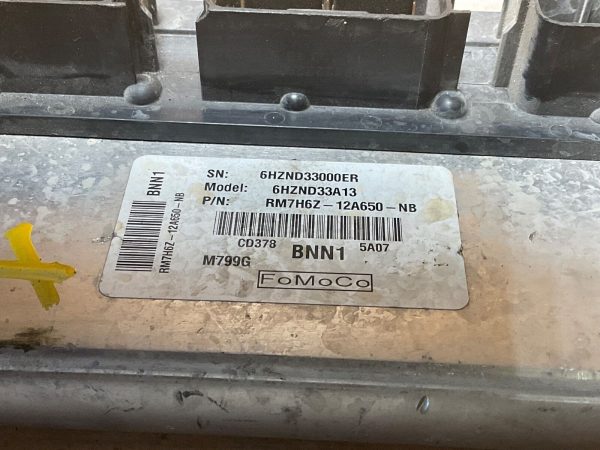 BNN1
RM7H6Z-12A650-NB
SN: 6HZND33000ER
Model: 6HZND33A13
P/N: RM7H6Z-12A650-NB
CD378 BNN1 5A07
M799G FoMoCo